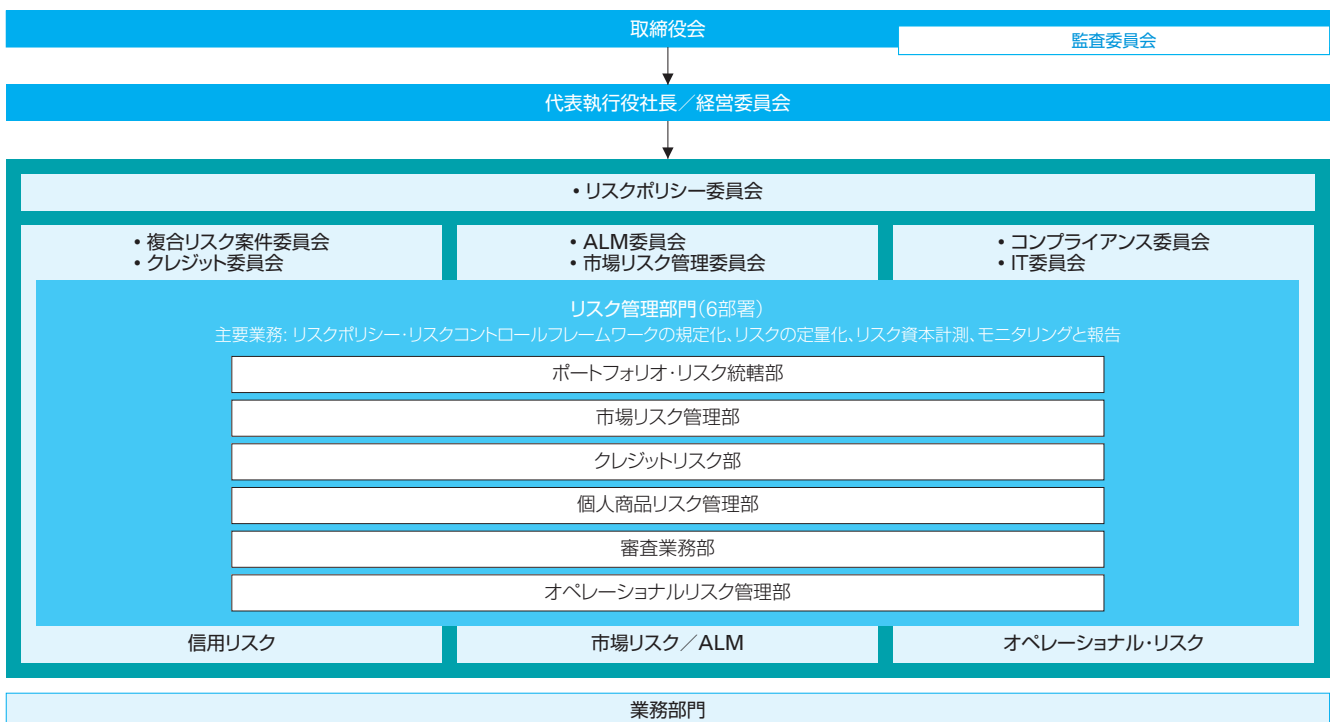 取締役会
監査委員会
代表執行役社長／経営委員会
• リスクポリシー委員会
• 複合リスク案件委員会
• クレジット委員会
• ALM委員会
• 市場リスク管理委員会
• コンプライアンス委員会
• IT委員会
リスク管理部門（6部署）
主要業務: リスクポリシー・リスクコントロールフレームワークの規定化、リスクの定量化、リスク資本計測、モニタリングと報告
ポートフォリオ・リスク統轄部
市場リスク管理部
クレジットリスク部
個人商品リスク管理部
審査業務部
オペレーショナルリスク管理部
信用リスク
市場リスク／ALM
オペレーショナル・リスク
業務部門